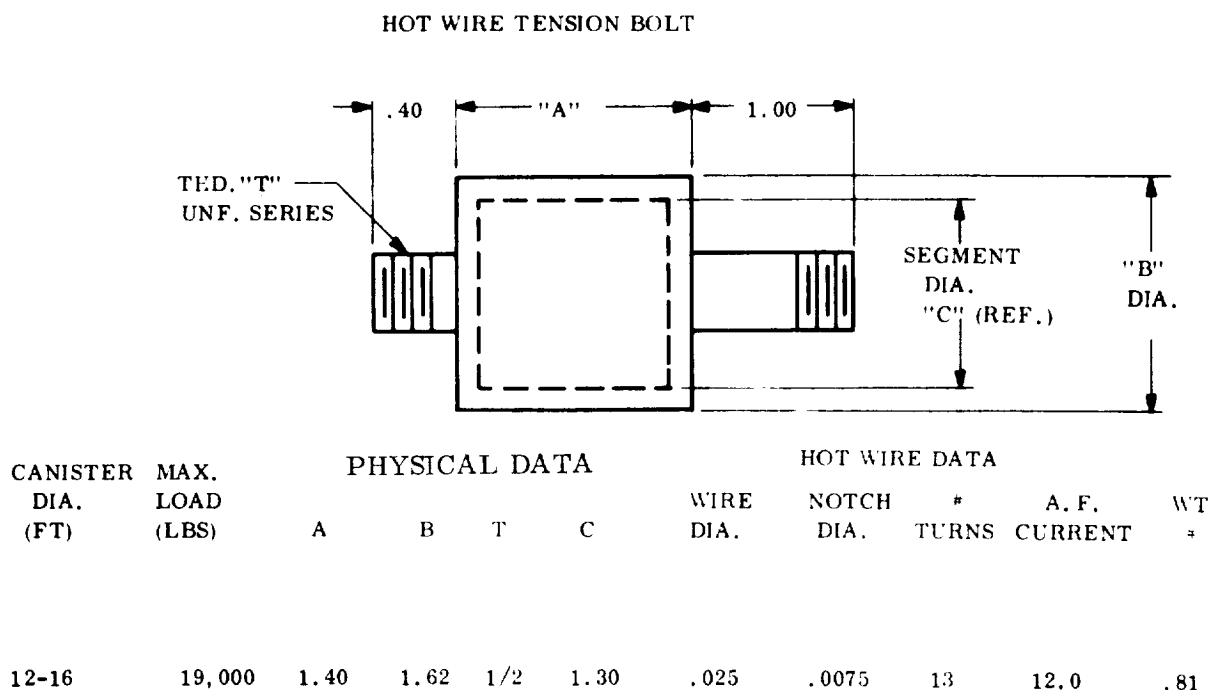 HOT WIRE TENSION BOLT
.40 "A" 1.00
THD. "T"
UNF. SERIES
SEGMENT
DIA.
"C" (REF.)
"B"
DIA.
PHYSICAL DATA
HOT WIRE DATA
CANISTER MAX.
DIA. LOAD WIRE NOTCH # A.F. WT
(FT) (LBS) A B T C DIA. DIA. TURNS CURRENT #
12-16 19,000 1.40 1.62 1/2 1.30 .025 .0075 13 12.0 .81